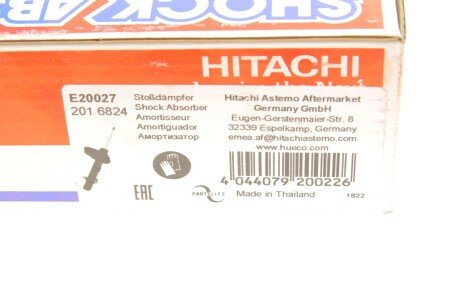 SHOCK AB
HITACHI
E20027
201 6824
Stoßdämpfer
Shock Absorber
Amortisseur
Amortiguador
Амортизатор
Hitachi Astemo Aftermarket
Germany GmbH
Eugen-Gerstenmaier-Str. 8
32339 Espelkamp, Germany
emea.af@hitachiastemo.com
www.hueco.com
4 044079 200226
EAC
PARTSLIFE
Made in Thailand
1822